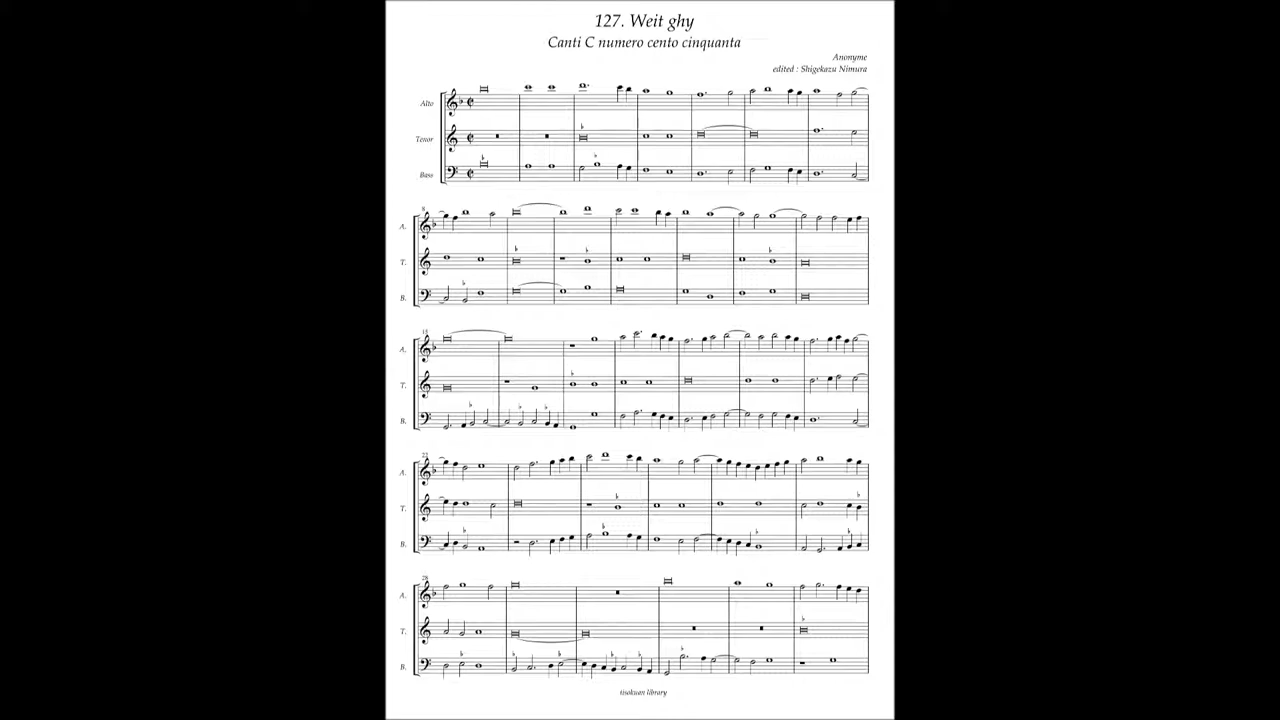 127. Weit ghy
Canti C numero cento cinquanta
Anonyme
edited : Shigekazu Nimura
Alto
Tenor
Bass
8
A.
T.
B.
15
A.
T.
B.
22
A.
T.
B.
28
A.
T.
B.
tisokuan library